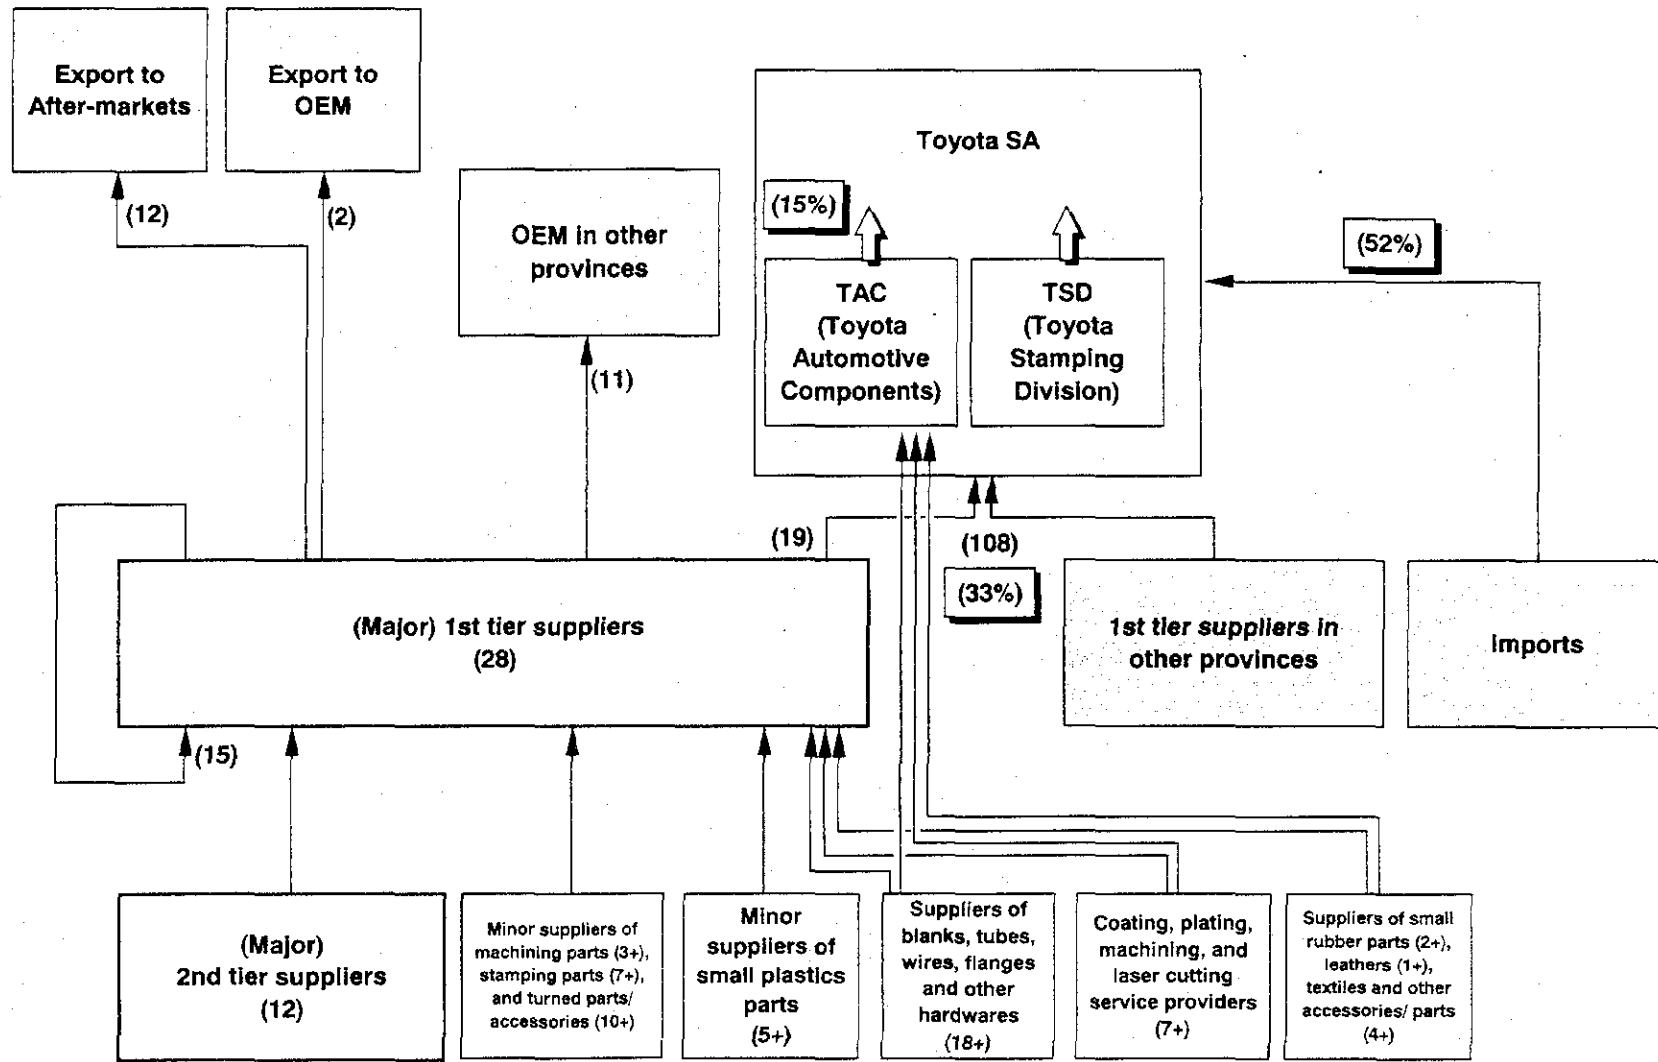 Export to
After-markets
Export to
OEM
Toyota SA
(12)
(2)
(15%)
OEM in other
provinces
(52%)
TAC
(Toyota
Automotive
Components)
TSD
(Toyota
Stamping
Division)
(11)
(19)
(108)
(33%)
(Major) 1st tier suppliers
(28)
1st tier suppliers in
other provinces
Imports
(15)
(Major)
2nd tier suppliers
(12)
Minor suppliers of
machining parts (3+),
stamping parts (7+),
and turned parts/
accessories (10+)
Minor
suppliers of
small plastics
parts
(5+)
Suppliers of
blanks, tubes,
wires, flanges
and other
hardwares
(18+)
Coating, plating,
machining, and
laser cutting
service providers
(7+)
Suppliers of small
rubber parts (2+),
leathers (1+),
textiles and other
accessories/ parts
(4+)